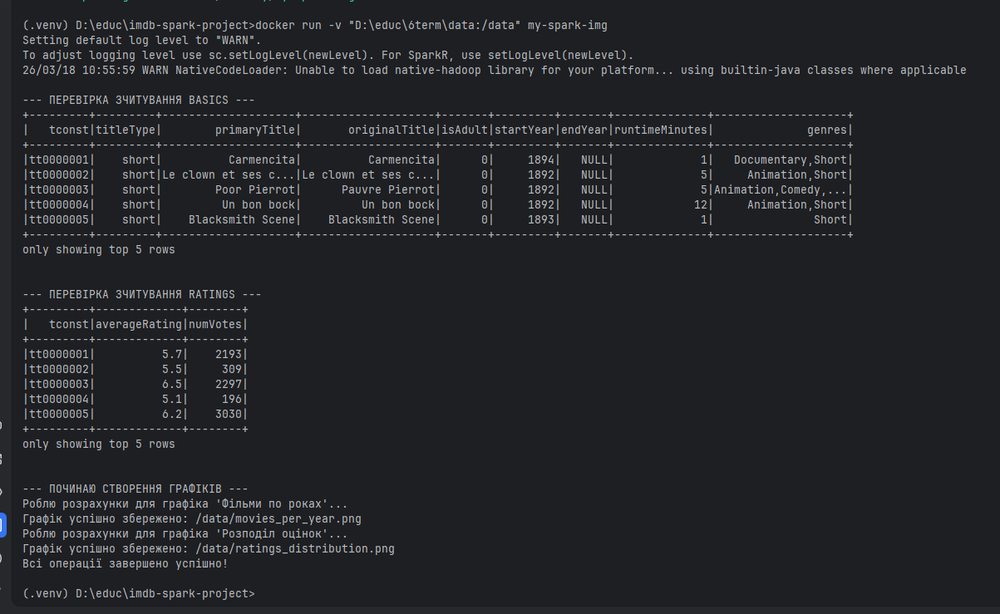 (.venv) D:\educ\imdb-spark-project>docker run -v "D:\educ\6term\data:/data" my-spark-img
Setting default log level to "WARN".
To adjust logging level use sc.setLogLevel(newLevel). For SparkR, use setLogLevel(newLevel).
26/03/18 10:55:59 WARN NativeCodeLoader: Unable to load native-hadoop library for your platform... using builtin-java classes where applicable
--- ПЕРЕВІРКА ЗЧИТУВАННЯ BASICS ---
+---------+---------+--------------------+--------------------+-------+---------+-------+--------------+--------------------+
|   tconst|titleType|        primaryTitle|       originalTitle|isAdult|startYear|endYear|runtimeMinutes|              genres|
+---------+---------+--------------------+--------------------+-------+---------+-------+--------------+--------------------+
|tt0000001|    short|          Carmencita|          Carmencita|      0|     1894|   NULL|             1|   Documentary,Short|
|tt0000002|    short|Le clown et ses c...|Le clown et ses c...|      0|     1892|   NULL|             5|     Animation,Short|
|tt0000003|    short|        Poor Pierrot|      Pauvre Pierrot|      0|     1892|   NULL|             5|Animation,Comedy,...|
|tt0000004|    short|         Un bon bock|         Un bon bock|      0|     1892|   NULL|            12|     Animation,Short|
|tt0000005|    short|    Blacksmith Scene|    Blacksmith Scene|      0|     1893|   NULL|             1|               Short|
+---------+---------+--------------------+--------------------+-------+---------+-------+--------------+--------------------+
only showing top 5 rows
--- ПЕРЕВІРКА ЗЧИТУВАННЯ RATINGS ---
+---------+-------------+--------+
|   tconst|averageRating|numVotes|
+---------+-------------+--------+
|tt0000001|          5.7|    2193|
|tt0000002|          5.5|     309|
|tt0000003|          6.5|    2297|
|tt0000004|          5.1|     196|
|tt0000005|          6.2|    3030|
+---------+-------------+--------+
only showing top 5 rows
--- ПОЧИНАЮ СТВОРЕННЯ ГРАФІКІВ ---
Роблю розрахунки для графіка 'Фільми по роках'...
Графік успішно збережено: /data/movies_per_year.png
Роблю розрахунки для графіка 'Розподіл оцінок'...
Графік успішно збережено: /data/ratings_distribution.png
Всі операції завершено успішно!
(.venv) D:\educ\imdb-spark-project>